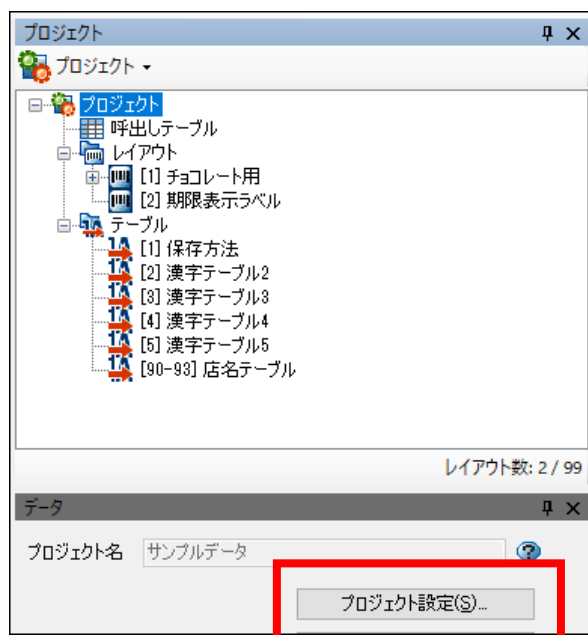 プロジェクト
プロジェクト
プロジェクト
呼出しテーブル
レイアウト
[1] チョコレート用
[2] 期限表示ラベル
テーブル
[1] 保存方法
[2] 漢字テーブル2
[3] 漢字テーブル3
[4] 漢字テーブル4
[5] 漢字テーブル5
[90-93] 店名テーブル
レイアウト数: 2 / 99
データ
プロジェクト名 サンプルデータ
プロジェクト設定(S)...